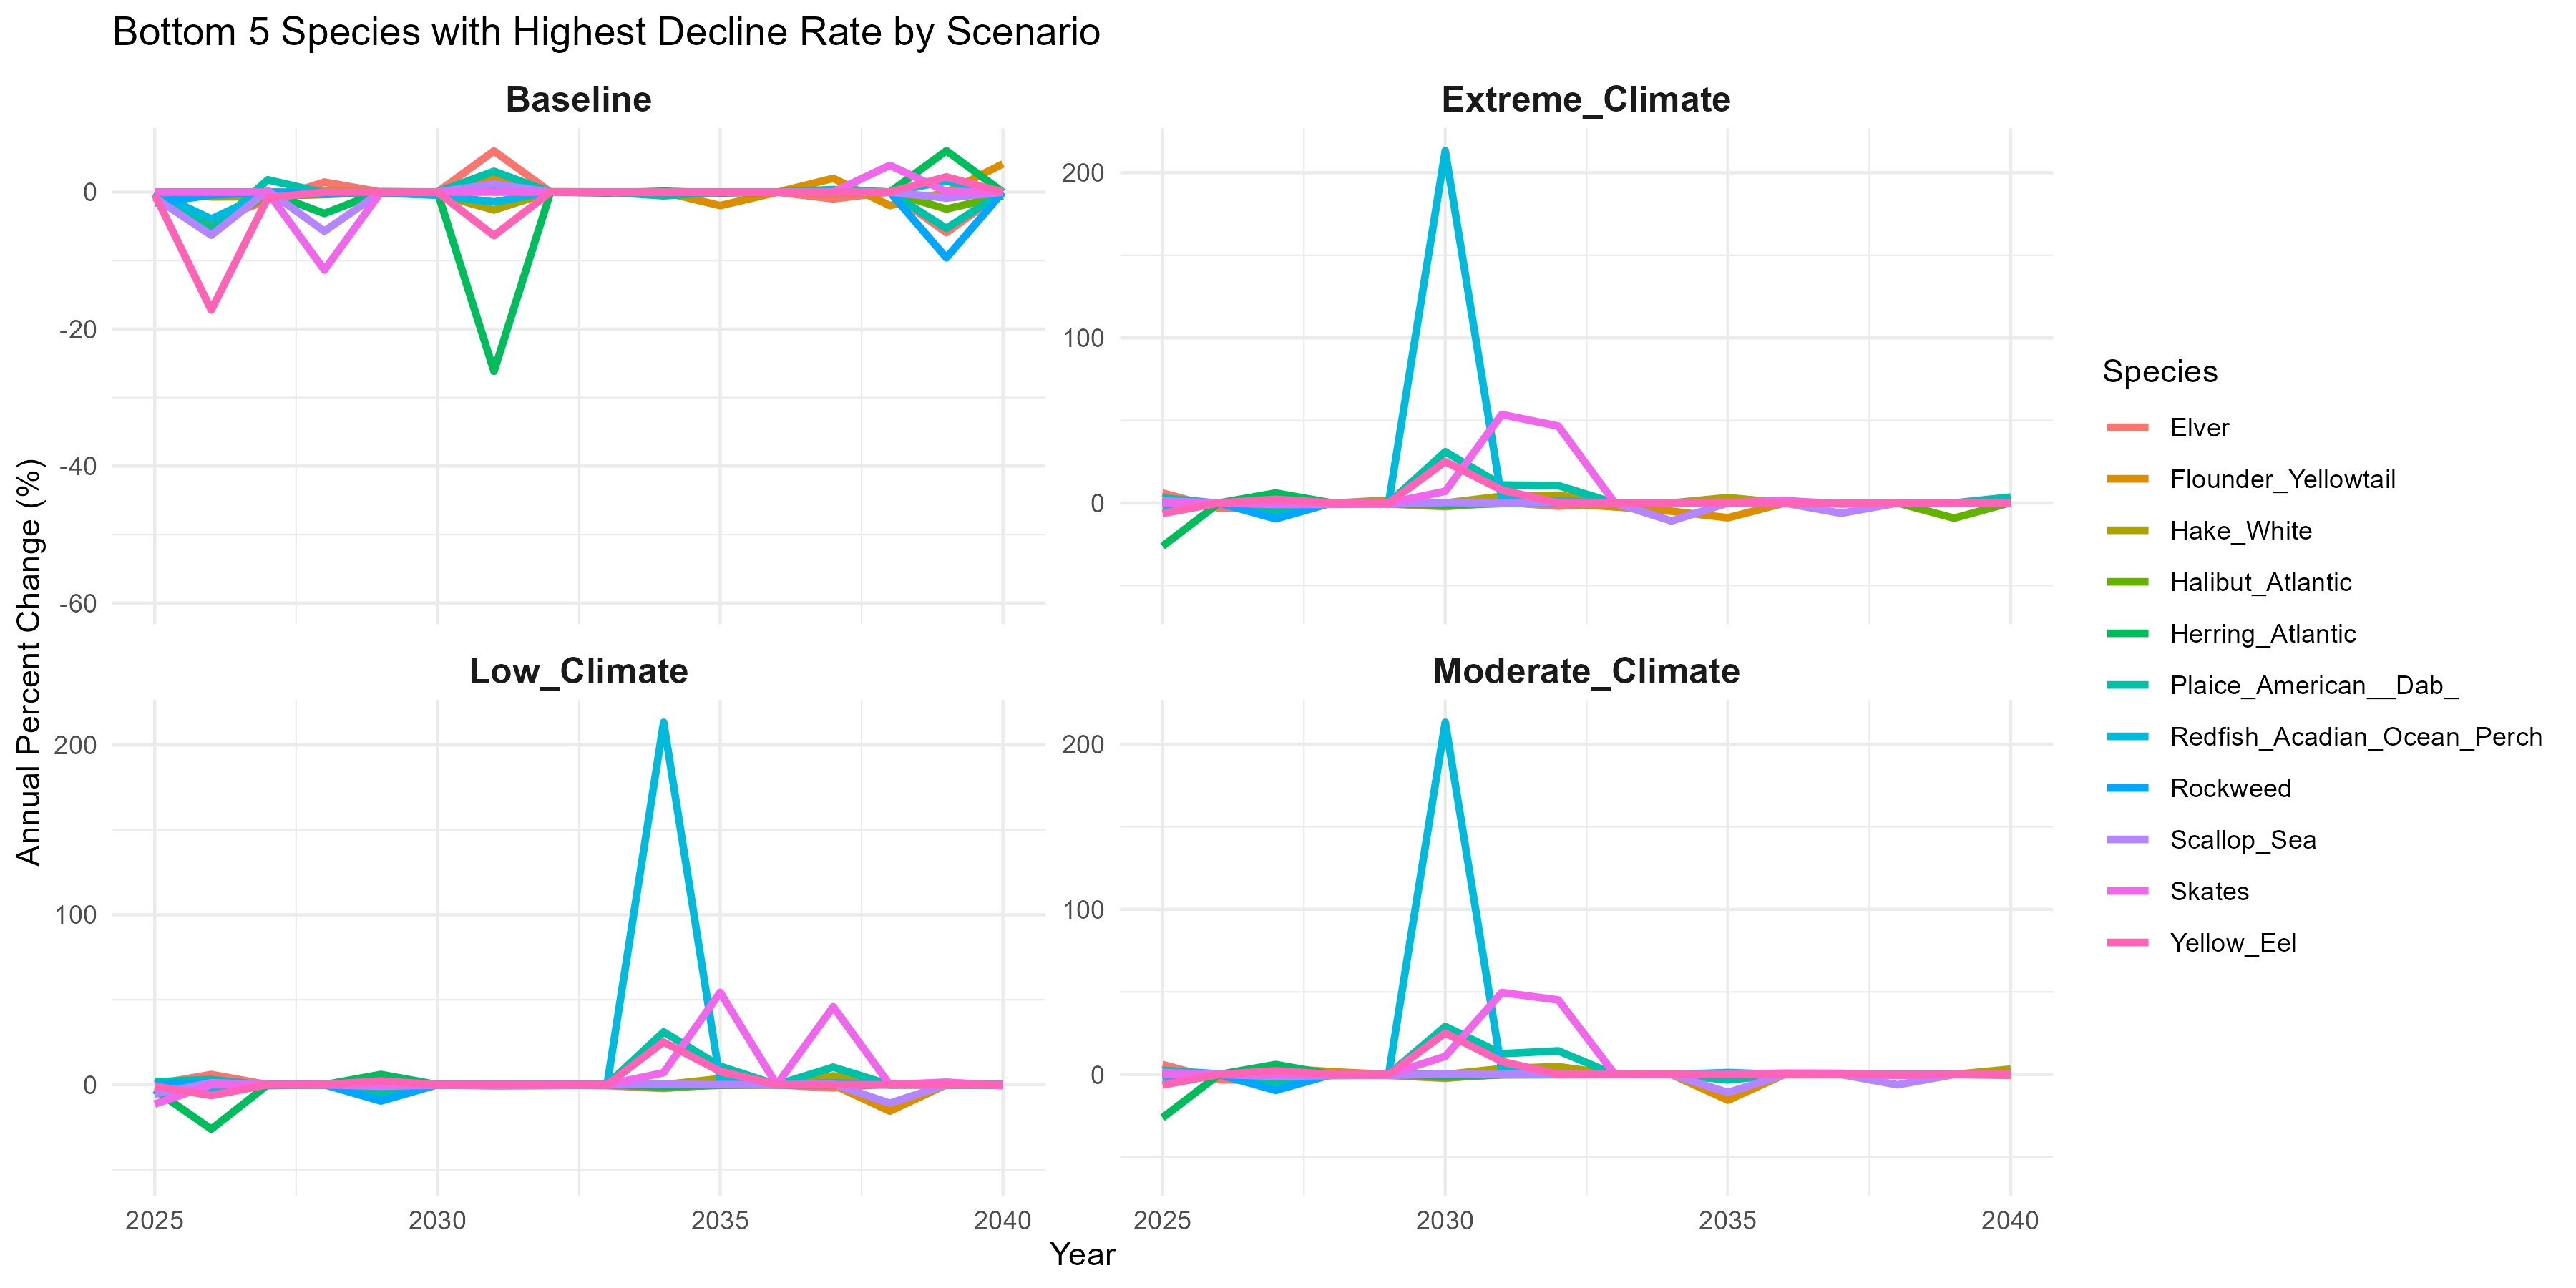 Bottom 5 Species with Highest Decline Rate by Scenario
Baseline
Extreme_Climate
0
-20
-40
-60
200
100
0
Low_Climate
Moderate_Climate
200
100
0
200
100
0
2025
2030
2035
2040
2025
2030
2035
2040
Year
Annual Percent Change (%)
Species
Elver
Flounder_Yellowtail
Hake_White
Halibut_Atlantic
Herring_Atlantic
Plaice_American__Dab_
Redfish_Acadian_Ocean_Perch
Rockweed
Scallop_Sea
Skates
Yellow_Eel